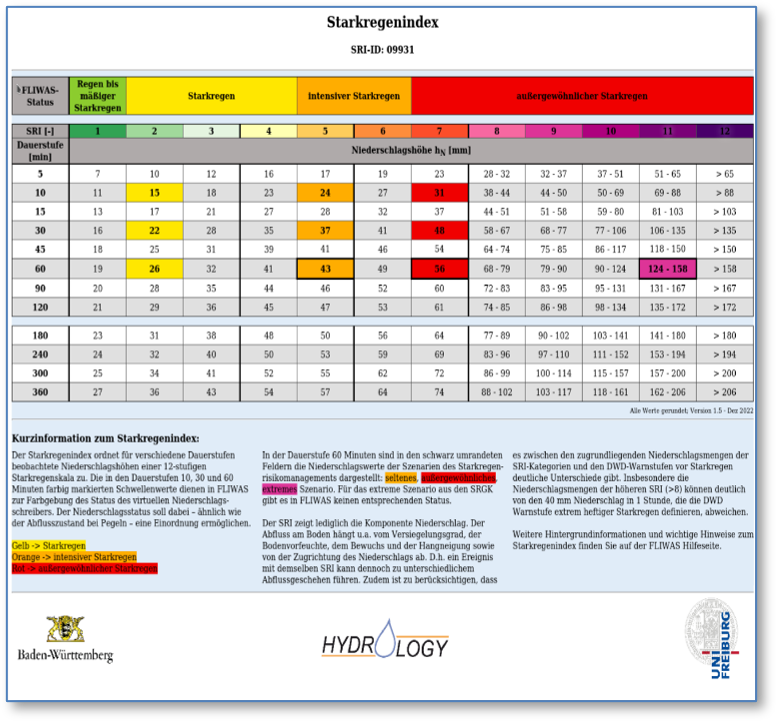 Starkregenindex
SRI-ID: 09931
FLIWAS-Status Regen bis mäßiger Starkregen Starkregen intensiver Starkregen außergewöhnlicher Starkregen
SRI [-] 1 2 3 4 5 6 7 8 9 10 11 12
Dauerstufe [min] Niederschlagshöhe hN [mm]
5 7 10 12 16 17 19 23 28 - 32 32 - 37 37 - 51 51 - 65 > 65
10 11 15 18 23 24 27 31 38 - 44 44 - 50 50 - 69 69 - 88 > 88
15 13 17 21 27 28 32 37 44 - 51 51 - 58 59 - 80 81 - 103 > 103
30 16 22 28 35 37 41 48 58 - 67 68 - 77 77 - 106 106 - 135 > 135
45 18 25 31 39 41 46 54 64 - 74 75 - 85 86 - 117 118 - 150 > 150
60 19 26 32 41 43 49 56 68 - 79 79 - 90 90 - 124 124 - 158 > 158
90 20 28 35 44 46 52 60 72 - 83 83 - 95 95 - 131 131 - 167 > 167
120 21 29 36 45 47 53 61 74 - 85 86 - 98 98 - 134 135 - 172 > 172
180 23 31 38 48 50 56 64 77 - 89 90 - 102 103 - 141 141 - 180 > 180
240 24 32 40 50 53 59 69 83 - 96 97 - 110 111 - 152 153 - 194 > 194
300 25 34 41 52 55 62 72 86 - 99 100 - 114 115 - 157 157 - 200 > 200
360 27 36 43 54 57 64 74 88 - 102 103 - 117 118 - 161 162 - 206 > 206
Alle Werte gerundet; Version 1.5 - Dez 2022
Kurzinformation zum Starkregenindex:
Der Starkregenindex ordnet für verschiedene Dauerstufen
beobachtete Niederschlagshöhen einer 12-stufigen
Starkregenskala zu. Die in den Dauerstufen 10, 30 und 60
Minuten farbig markierten Schwellenwerte dienen in FLIWAS
zur Farbgebung des Status des virtuellen Niederschlags-
schreibers. Der Niederschlagsstatus soll dabei – ähnlich wie
der Abflusszustand bei Pegeln – eine Einordnung ermöglichen.
Gelb -> Starkregen
Orange -> intensiver Starkregen
Rot -> außergewöhnlicher Starkregen
In der Dauerstufe 60 Minuten sind in den schwarz umrandeten
Feldern die Niederschlagswerte der Szenarien des Starkregen-
risikomanagements dargestellt: seltenes, außergewöhnliches,
extremes Szenario. Für das extreme Szenario aus den SRGK
gibt es in FLIWAS keinen entsprechenden Status.
Der SRI zeigt lediglich die Komponente Niederschlag. Der
Abfluss am Boden hängt u.a. vom Versiegelungsgrad, der
Bodenvorfeuchte, dem Bewuchs und der Hangneigung sowie
von der Zugrichtung des Niederschlags ab. D.h. ein Ereignis
mit demselben SRI kann dennoch zu unterschiedlichem
Abflussgeschehen führen. Zudem ist zu berücksichtigen, dass
es zwischen den zugrundliegenden Niederschlagsmengen der
SRI-Kategorien und den DWD-Warnstufen vor Starkregen
deutliche Unterschiede gibt. Insbesondere die
Niederschlagsmengen der höheren SRI (>8) können deutlich
von den 40 mm Niederschlag in 1 Stunde, die die DWD
Warnstufe extrem heftiger Starkregen definieren, abweichen.
Weitere Hintergrundinformationen und wichtige Hinweise zum
Starkregenindex finden Sie auf der FLIWAS Hilfeseite.
Baden-Württemberg
HYDROLOGY
UNI
FREIBURG